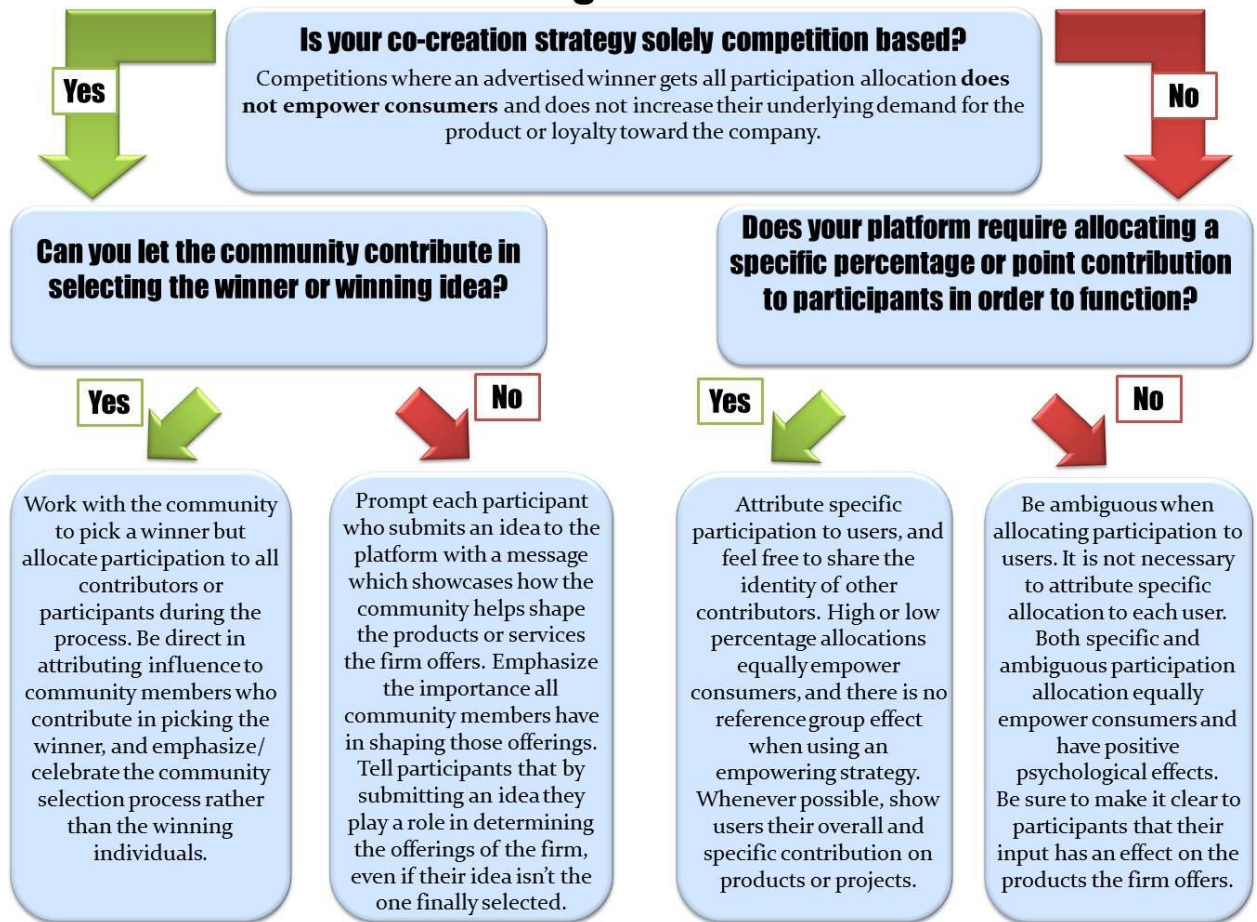 Is your co-creation strategy solely competition based?
Competitions where an advertised winner gets all participation allocation does
not empower consumers and does not increase their underlying demand for the
product or loyalty toward the company.
Yes
No
Can you let the community contribute in
selecting the winner or winning idea?
Does your platform require allocating a
specific percentage or point contribution
to participants in order to function?
Yes
No
Yes
No
Work with the community
to pick a winner but
allocate participation to all
contributors or
participants during the
process. Be direct in
attributing influence to
community members who
contribute in picking the
winner, and emphasize/
celebrate the community
selection process rather
than the winning
individuals.
Prompt each participant
who submits an idea to the
platform with a message
which showcases how the
community helps shape
the products or services
the firm offers. Emphasize
the importance all
community members have
in shaping those offerings.
Tell participants that by
submitting an idea they
play a role in determining
the offerings of the firm,
even if their idea isn't the
one finally selected.
Attribute specific
participation to users, and
feel free to share the
identity of other
contributors. High or low
percentage allocations
equally empower
consumers, and there is no
reference group effect
when using an
empowering strategy.
Whenever possible, show
users their overall and
specific contribution on
products or projects.
Be ambiguous when
allocating participation to
users. It is not necessary
to attribute specific
allocation to each user.
Both specific and
ambiguous participation
allocation equally
empower consumers and
have positive
psychological effects.
Be sure to make it clear to
participants that their
input has an effect on the
products the firm offers.